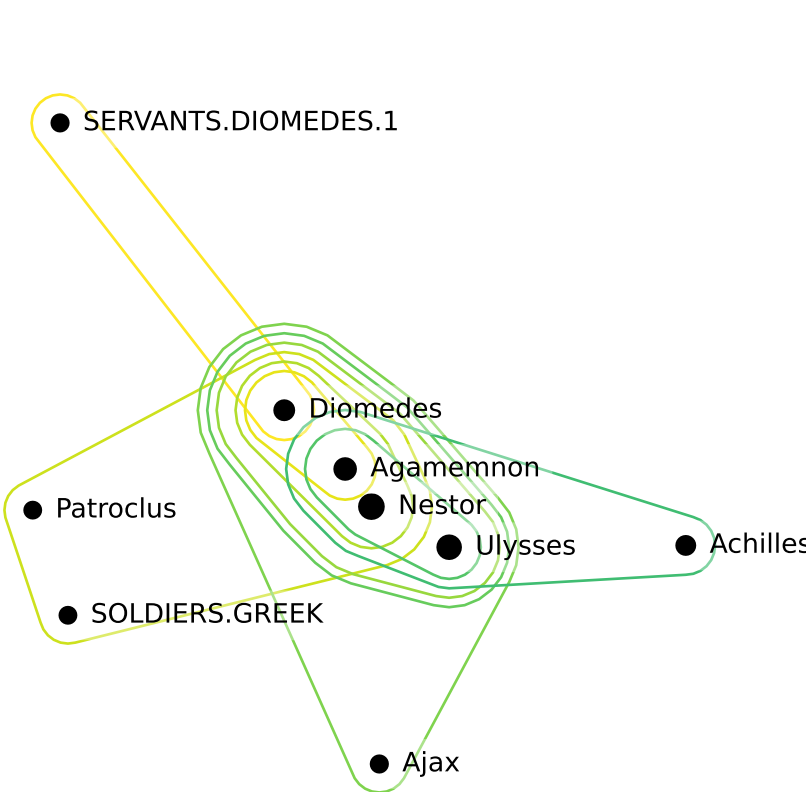 SERVANTS.DIOMEDES.1
Diomedes
Agamemnon
Nestor
Patroclus
Ulysses
Achilles
SOLDIERS.GREEK
Ajax